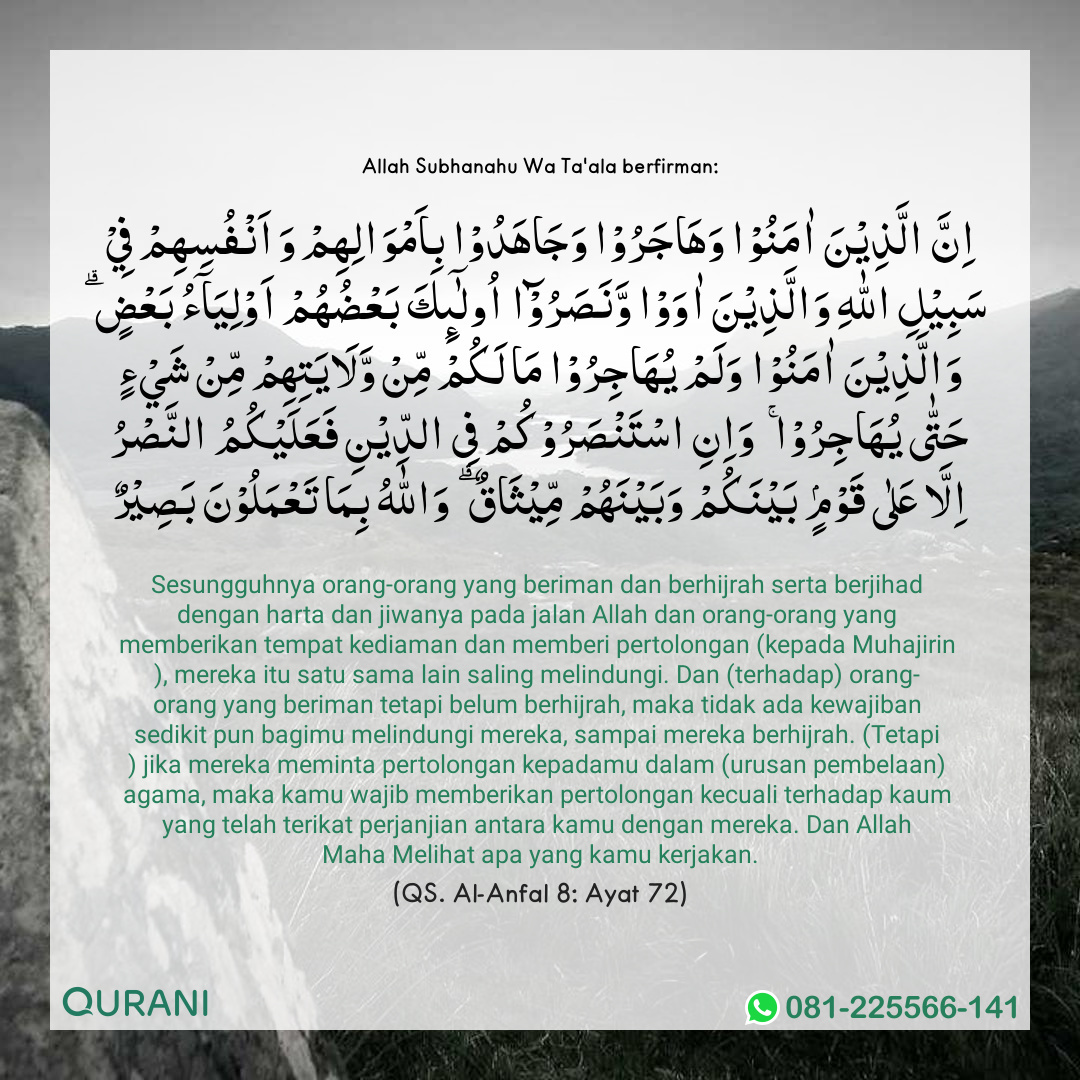 Allah Subhanahu Wa Ta'ala berfirman:
اِنَّ الَّذِيْنَ اٰمَنُوْا وَهَاجَرُوْا وَجَاهَدُوْا بِاَمْوَالِهِمْ وَاَنْفُسِهِمْ فِيْ
سَبِيْلِ اللّٰهِ وَالَّذِيْنَ اٰوَوْا وَّنَصَرُوْٓا اُولٰۤىِٕكَ بَعْضُهُمْ اَوْلِيَاۤءُ بَعْضٍۗ
وَالَّذِيْنَ اٰمَنُوْا وَلَمْ يُهَاجِرُوْا مَا لَكُمْ مِّنْ وَّلَايَتِهِمْ مِّنْ شَيْءٍ
حَتّٰى يُهَاجِرُوْاۚ وَاِنِ اسْتَنْصَرُوْكُمْ فِى الدِّيْنِ فَعَلَيْكُمُ النَّصْرُ
اِلَّا عَلٰى قَوْمٍۢ بَيْنَكُمْ وَبَيْنَهُمْ مِّيْثَاقٌۗ وَاللّٰهُ بِمَا تَعْمَلُوْنَ بَصِيْرٌ
Sesungguhnya orang-orang yang beriman dan berhijrah serta berjihad
dengan harta dan jiwanya pada jalan Allah dan orang-orang yang
memberikan tempat kediaman dan memberi pertolongan (kepada Muhajirin
), mereka itu satu sama lain saling melindungi. Dan (terhadap) orang-
orang yang beriman tetapi belum berhijrah, maka tidak ada kewajiban
sedikit pun bagimu melindungi mereka, sampai mereka berhijrah. (Tetapi
) jika mereka meminta pertolongan kepadamu dalam (urusan pembelaan)
agama, maka kamu wajib memberikan pertolongan kecuali terhadap kaum
yang telah terikat perjanjian antara kamu dengan mereka. Dan Allah
Maha Melihat apa yang kamu kerjakan.
(QS. Al-Anfal 8: Ayat 72)
QURANI
081-225566-141